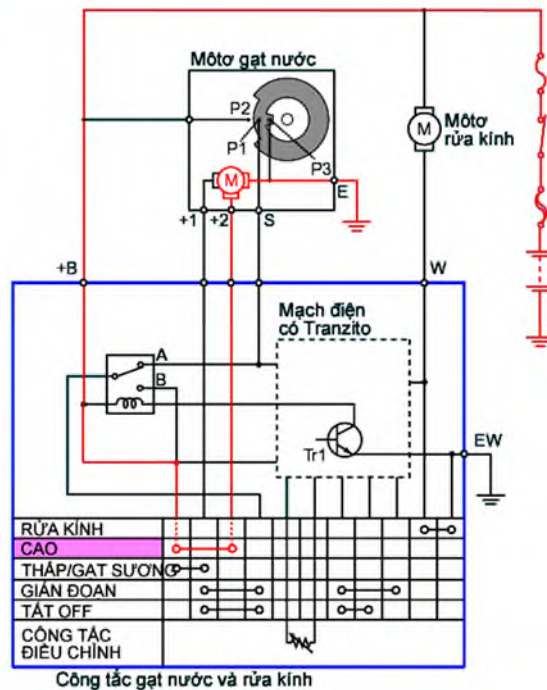 Môtơ gạt nước
P2
P1
P3
M
E
+1
+2
S
M
Môtơ
rửa kính
+B
W
Mạch điện
có Tranzito
A
B
Tr1
EW
RỬA KÍNH
CAO
THẤP/GẠT SƯƠNG
GIÁN ĐOẠN
TẮT OFF
CÔNG TẮC
ĐIỀU CHỈNH
Công tắc gạt nước và rửa kính